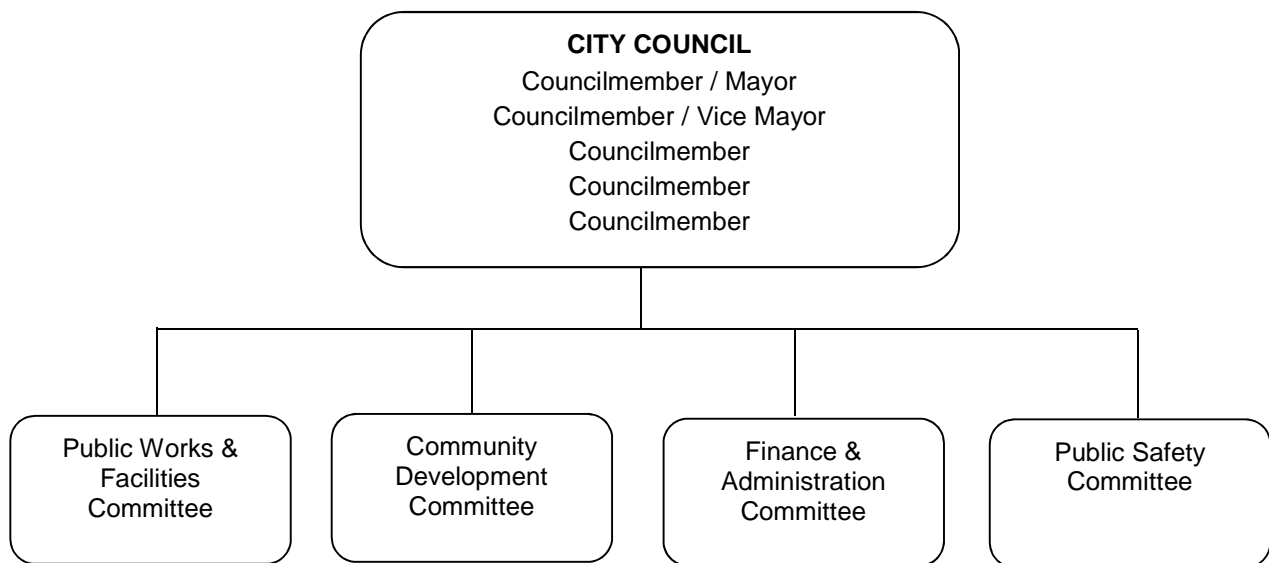 CITY COUNCIL
Councilmember / Mayor
Councilmember / Vice Mayor
Councilmember
Councilmember
Councilmember
Public Works &
Facilities
Committee
Community
Development
Committee
Finance &
Administration
Committee
Public Safety
Committee